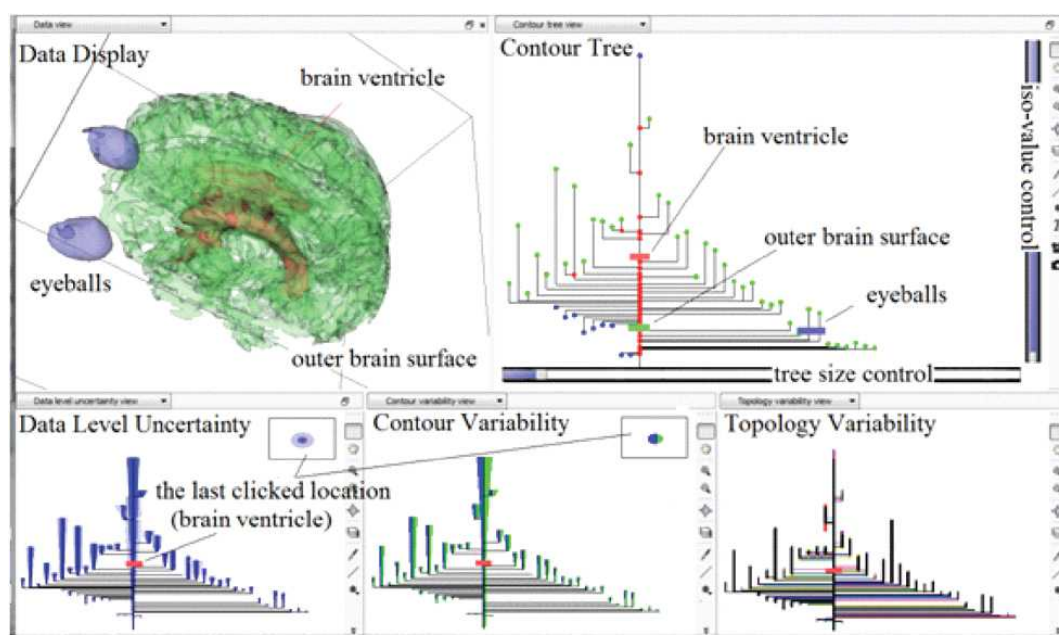 Data view
Data Display
brain ventricle
eyeballs
outer brain surface
Contour tree view
Contour Tree
brain ventricle
outer brain surface
eyeballs
iso-value control
tree size control
Data level uncertainty view
Data Level Uncertainty
the last clicked location
(brain ventricle)
Contour variability view
Contour Variability
Topology variability view
Topology Variability